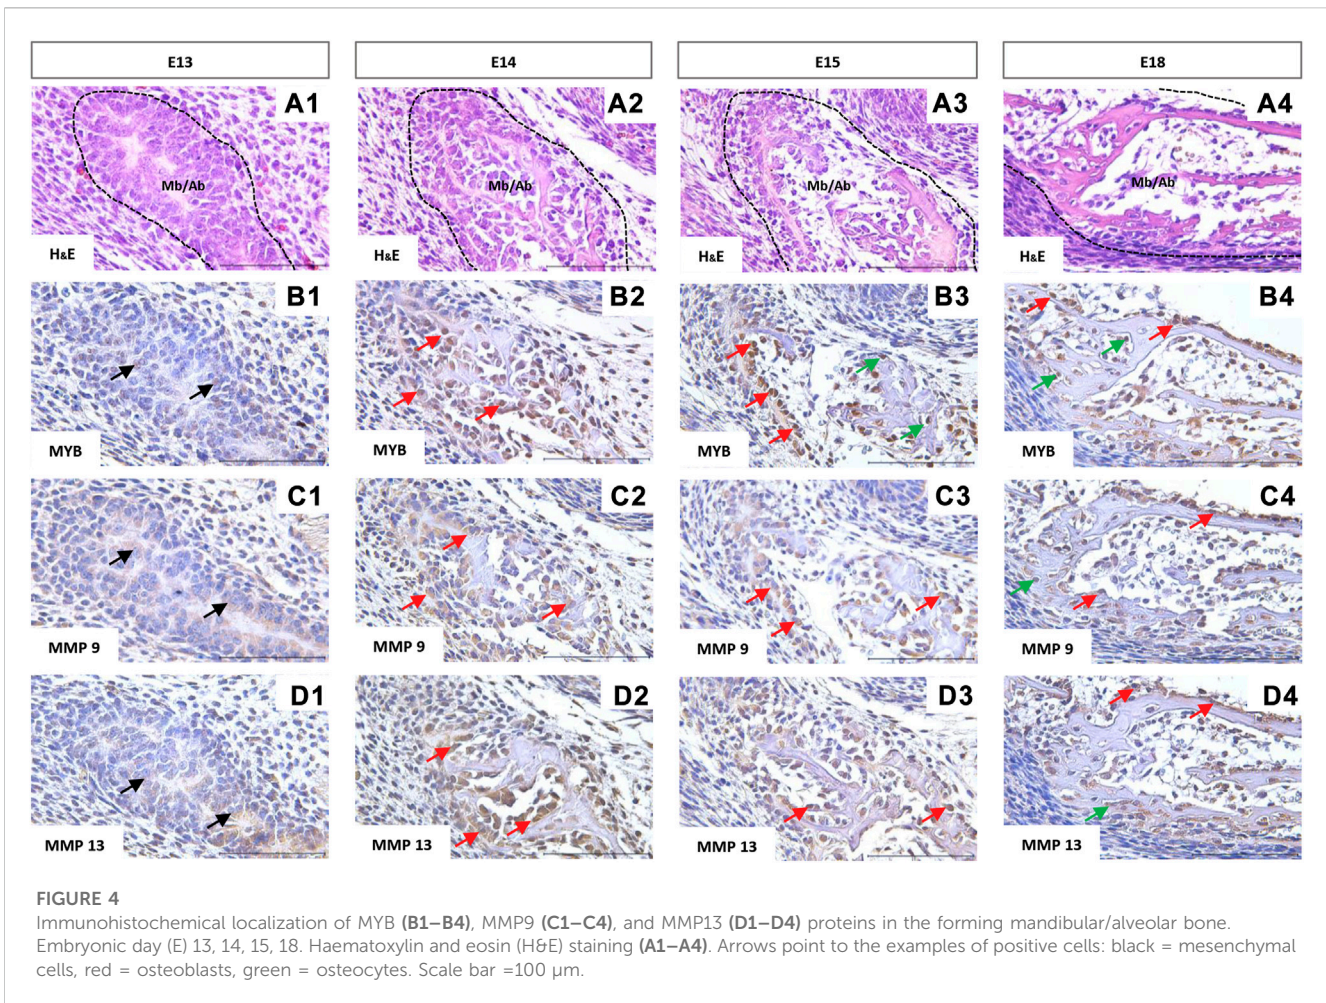 E13 E14 E15 E18
A1 A2 A3 A4
Mb/Ab Mb/Ab Mb/Ab Mb/Ab
H&E H&E H&E H&E
B1 B2 B3 B4
MYB MYB MYB MYB
C1 C2 C3 C4
MMP 9 MMP 9 MMP 9 MMP 9
D1 D2 D3 D4
MMP 13 MMP 13 MMP 13 MMP 13
FIGURE 4
Immunohistochemical localization of MYB (B1–B4), MMP9 (C1–C4), and MMP13 (D1–D4) proteins in the forming mandibular/alveolar bone.
Embryonic day (E) 13, 14, 15, 18. Haematoxylin and eosin (H&E) staining (A1–A4). Arrows point to the examples of positive cells: black = mesenchymal
cells, red = osteoblasts, green = osteocytes. Scale bar =100 µm.